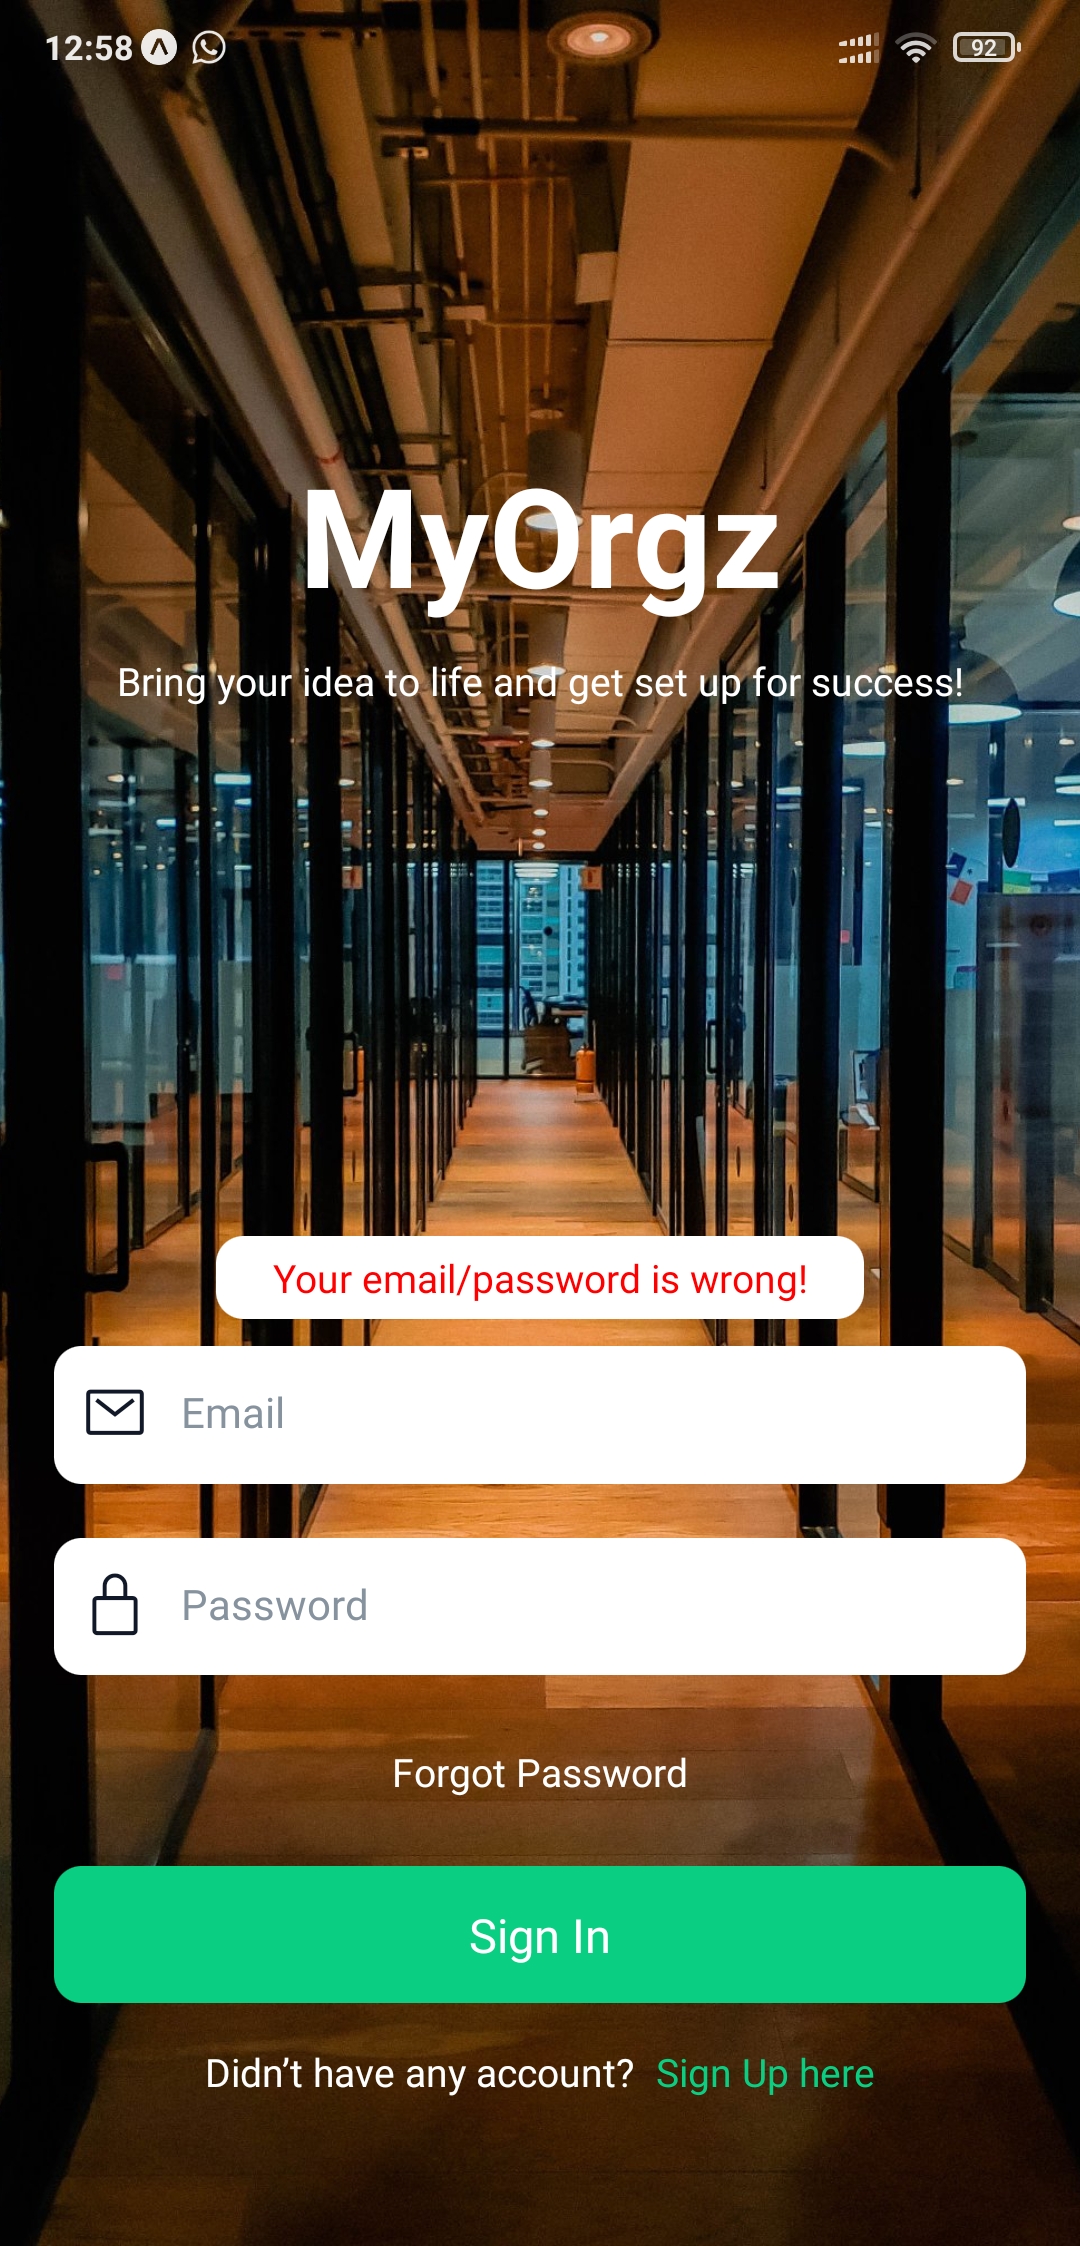 12:58
92
MyOrgz
Bring your idea to life and get set up for success!
Your email/password is wrong!
Email
Password
Forgot Password
Sign In
Didn’t have any account? Sign Up here